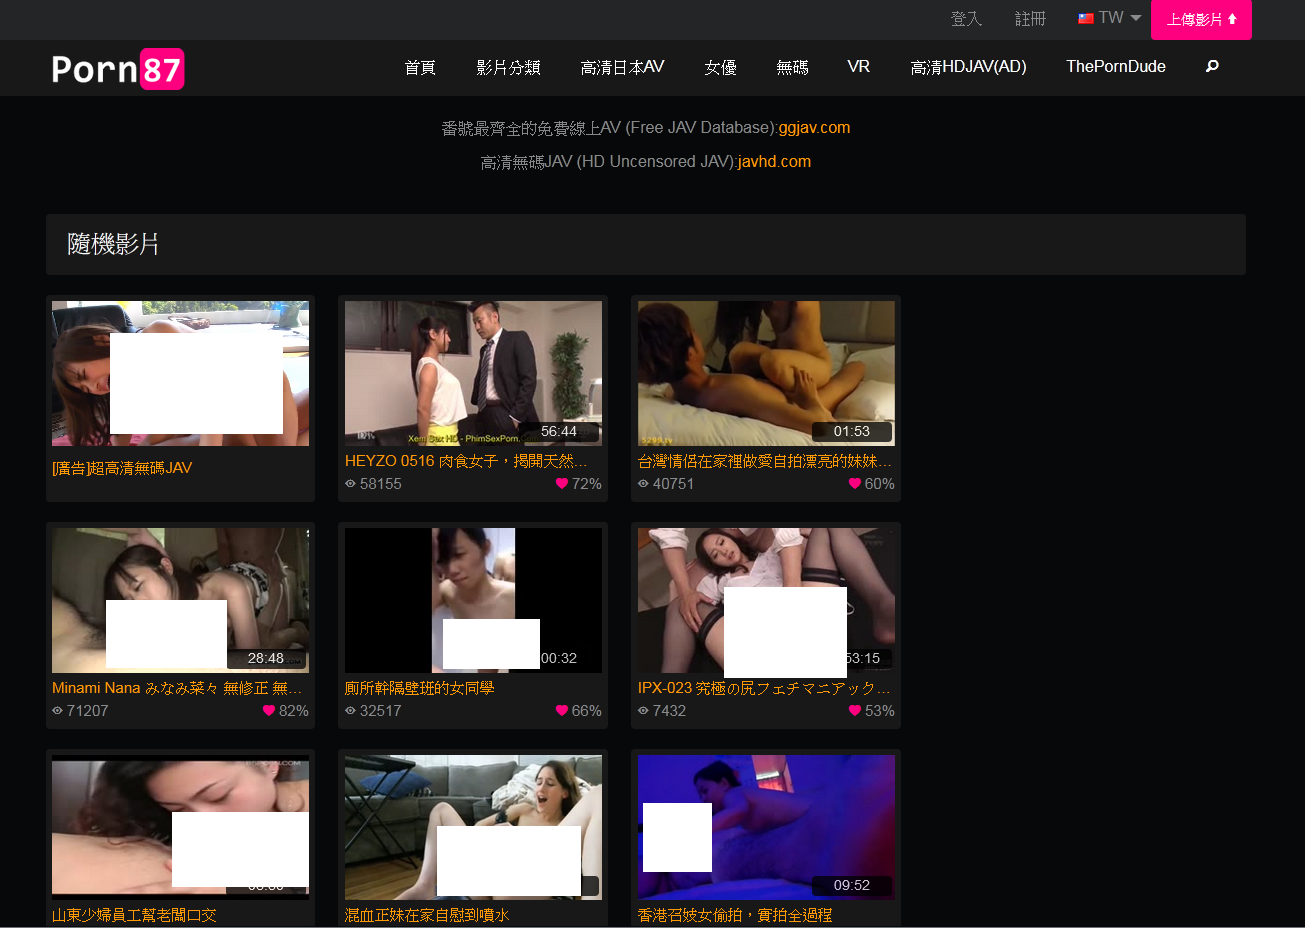 登入 註冊 TW 上傳影片
Porn87 首頁 影片分類 高清日本AV 女優 無碼 VR 高清HDJAV(AD) ThePornDude
番號最齊全的免費線上AV (Free JAV Database):ggjav.com
高清無碼JAV (HD Uncensored JAV):javhd.com
隨機影片
56:44
01:53
[廣告]超高清無碼JAV
HEYZO 0516 肉食女子，揭開天然...
58155 72%
台灣情侶在家裡做愛自拍漂亮的妹妹...
40751 60%
28:48
00:32
53:15
Minami Nana みなみ菜々 無修正 無...
71207 82%
廁所幹隔壁班的女同學
32517 66%
IPX-023 究極の尻フェチマニアック...
7432 53%
09:52
山東少婦員工幫老闆口交
混血正妹在家自慰到噴水
香港召妓女偷拍，實拍全過程